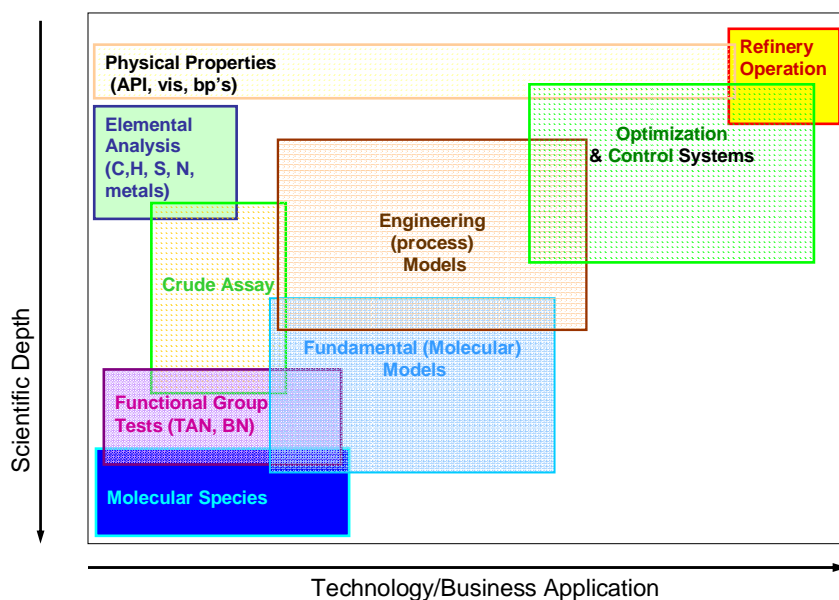 Physical Properties
(API, vis, bp's)
Refinery
Operation
Elemental
Analysis
(C,H, S, N,
metals)
Optimization
& Control Systems
Engineering
(process)
Models
Crude Assay
Fundamental (Molecular)
Models
Functional Group
Tests (TAN, BN)
Molecular Species
Scientific Depth
Technology/Business Application